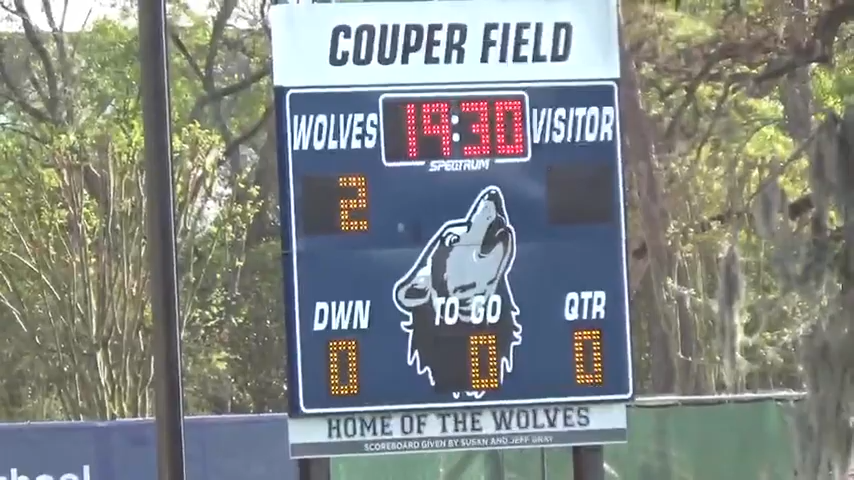 COUPER FIELD
WOLVES 19:30 VISITOR
SPECTRUM
2
DWN TO GO QTR
0 0 0
HOME OF THE WOLVES
SCOREBOARD GIVEN BY SUSAN AND JEFF GRAY